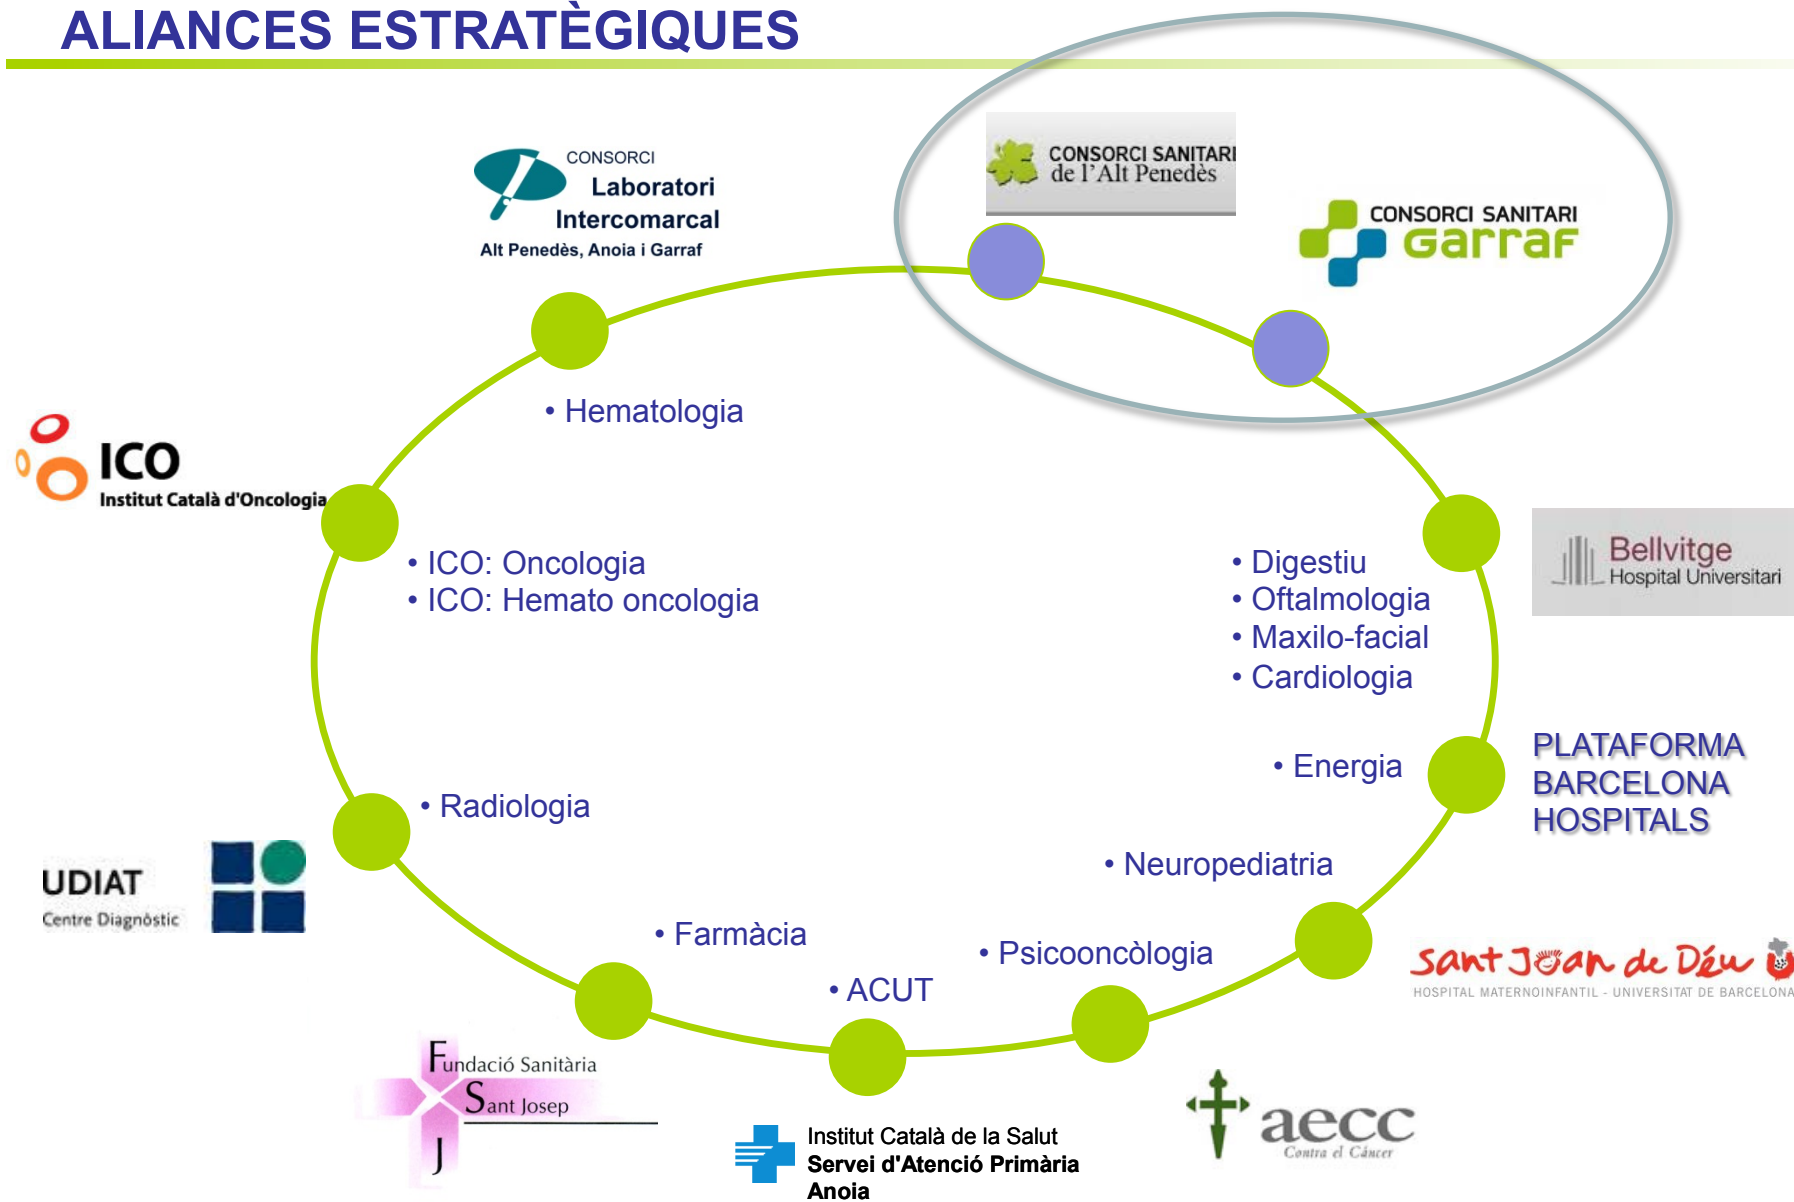 ALIANCES ESTRATÈGIQUES
CONSORCI
Laboratori
Intercomarcal
Alt Penedès, Anoia i Garraf
CONSORCI SANITARI
de l'Alt Penedès
CONSORCI SANITARI
Garraf
• Hematologia
ICO
Institut Català d'Oncologia
• ICO: Oncologia
• ICO: Hemato oncologia
• Digestiu
• Oftalmologia
• Maxilo-facial
• Cardiologia
Bellvitge
Hospital Universitari
• Energia
PLATAFORMA
BARCELONA
HOSPITALS
• Radiologia
UDIAT
Centre Diagnòstic
• Neuropediatria
• Farmàcia
• Psicooncòlogia
• ACUT
Sant Joan de Déu
HOSPITAL MATERNOINFANTIL - UNIVERSITAT DE BARCELONA
Fundació Sanitària
Sant Josep
J
Institut Català de la Salut
Servei d'Atenció Primària
Anoia
aecc
Contra el Cáncer